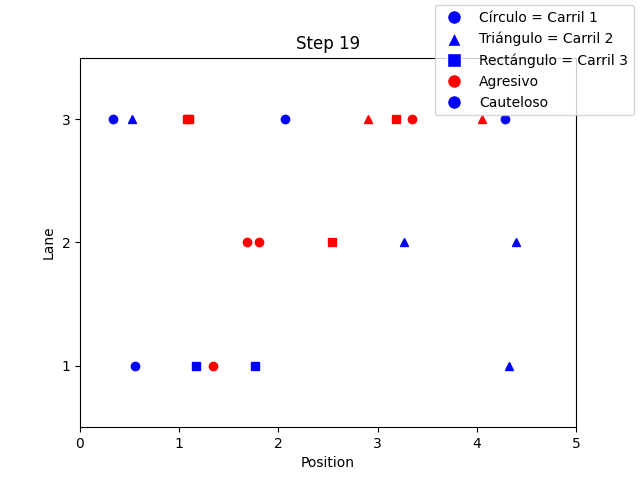 Step 19
Círculo = Carril 1
Triángulo = Carril 2
Rectángulo = Carril 3
Agresivo
Cauteloso
3
2
1
Lane
0 1 2 3 4 5
Position